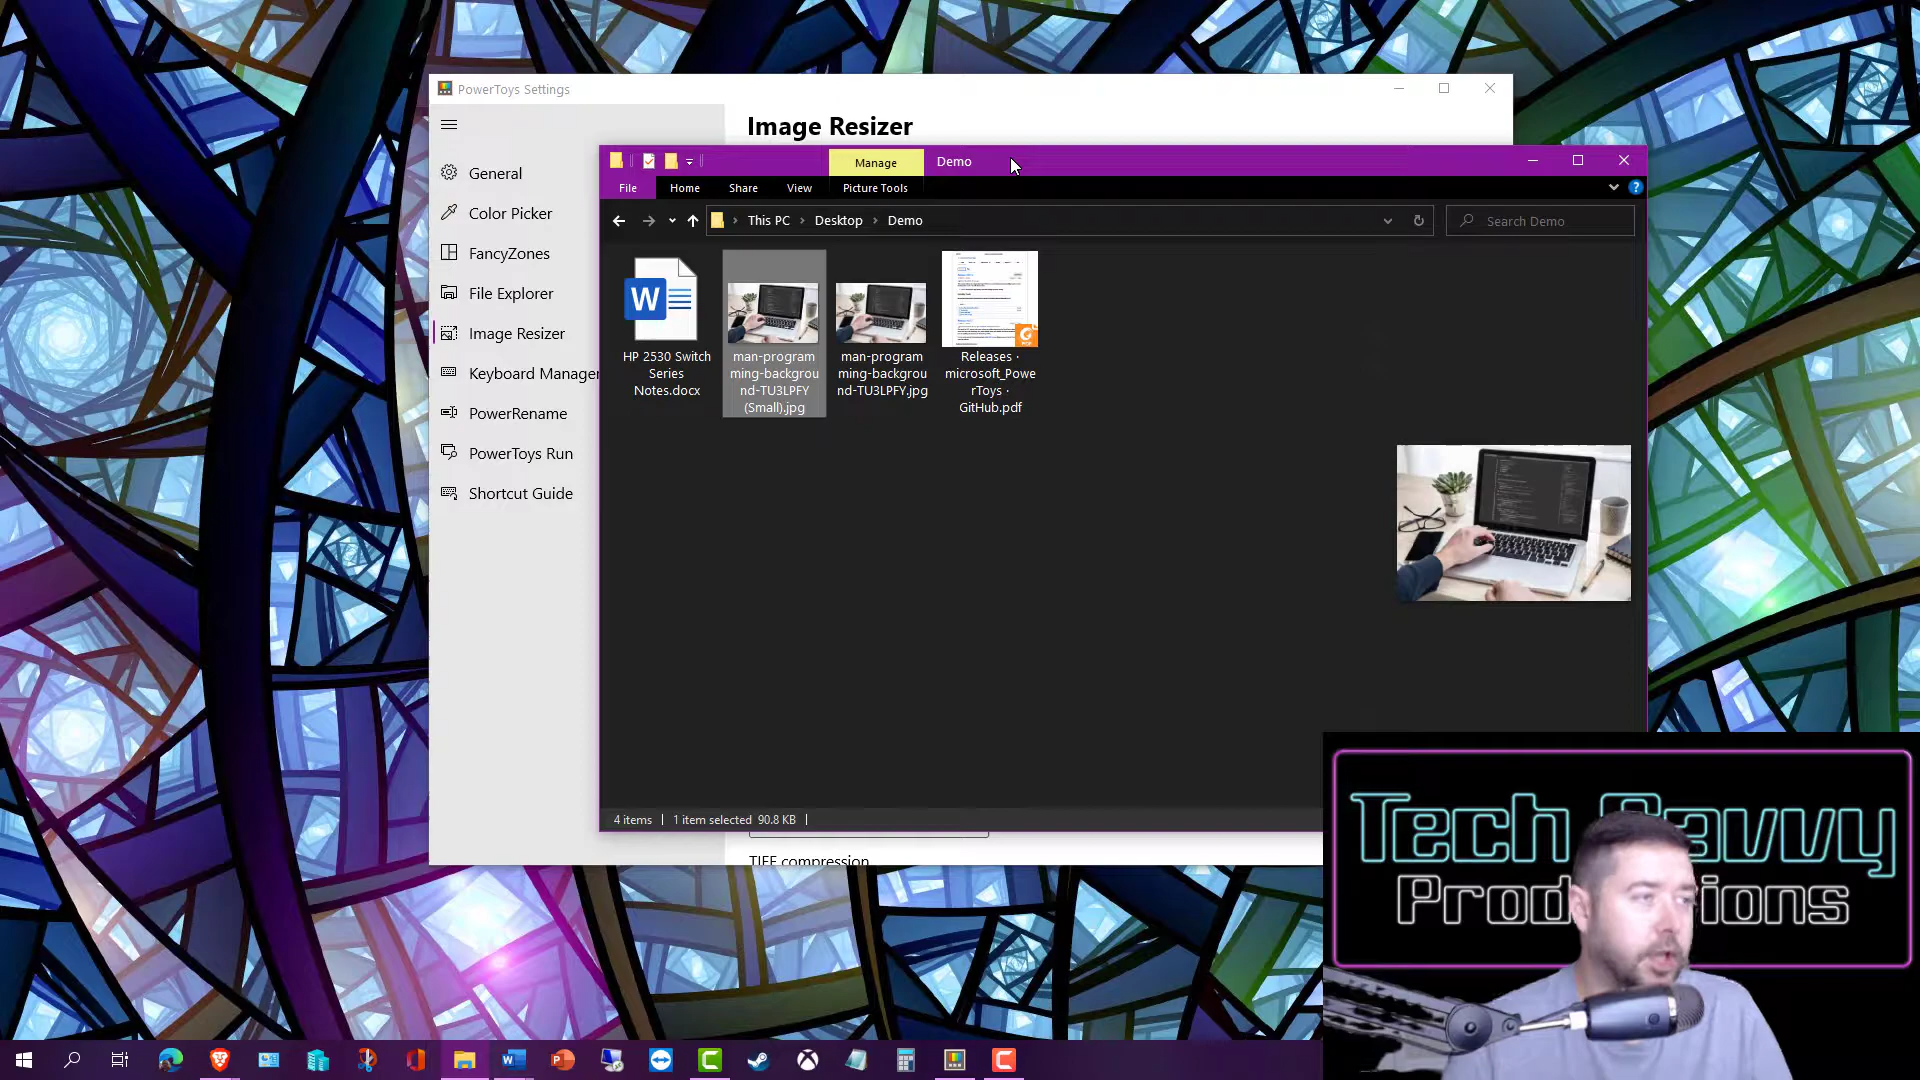 PowerToys Settings
Image Resizer
General
Color Picker
FancyZones
File Explorer
Image Resizer
Keyboard Manager
PowerRename
PowerToys Run
Shortcut Guide
Manage
Demo
File
Home
Share
View
Picture Tools
This PC
Desktop
Demo
Search Demo
HP 2530 Switch
Series
Notes.docx
man-program
ming-backgrou
nd-TU3LPFY
(Small).jpg
man-program
ming-backgrou
nd-TU3LPFY.jpg
Releases ·
microsoft_Powe
rToys ·
GitHub.pdf
4 items
1 item selected 90.8 KB
TIFF compression
Tech Savvy
Prod ions